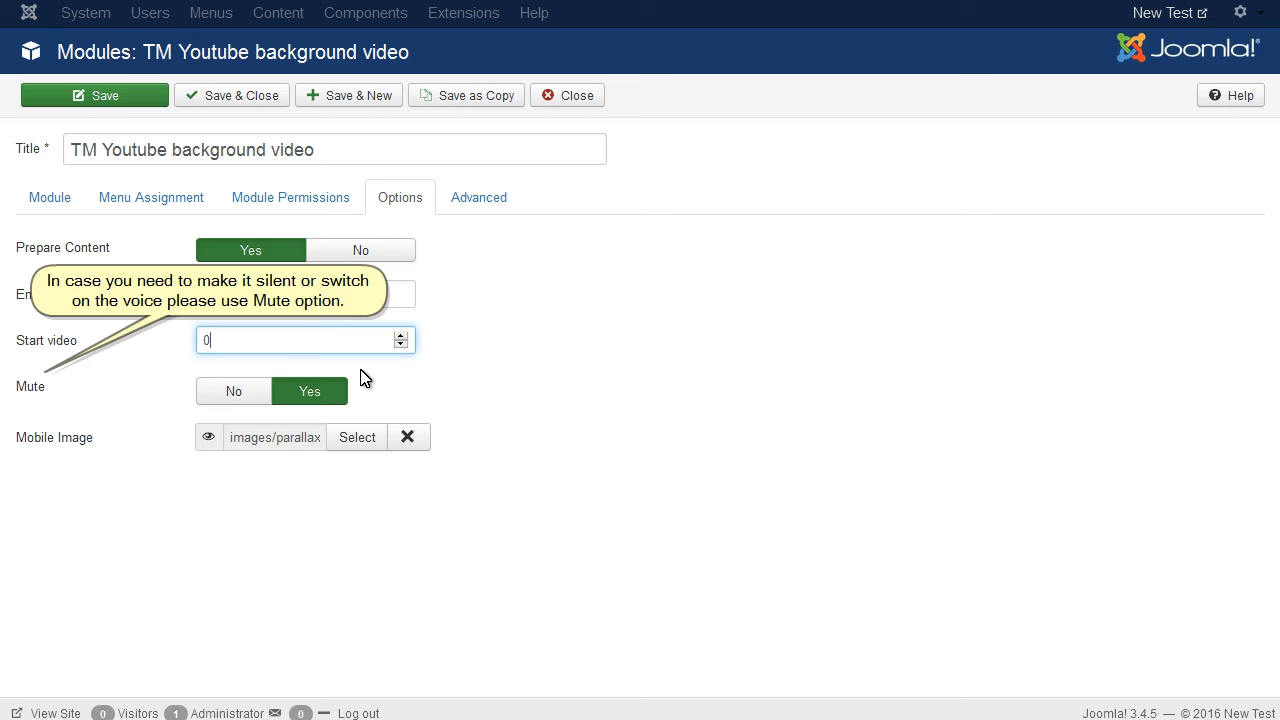 System Users Menus Content Components Extensions Help New Test
Modules: TM Youtube background video Joomla!
Save Save & Close Save & New Save as Copy Close Help
Title * TM Youtube background video
Module Menu Assignment Module Permissions Options Advanced
Prepare Content Yes No
In case you need to make it silent or switch
on the voice please use Mute option.
Start video 0
Mute No Yes
Mobile Image images/parallax Select
View Site 0 Visitors 1 Administrator 0 Log out Joomla! 3.4.5 — © 2016 New Test